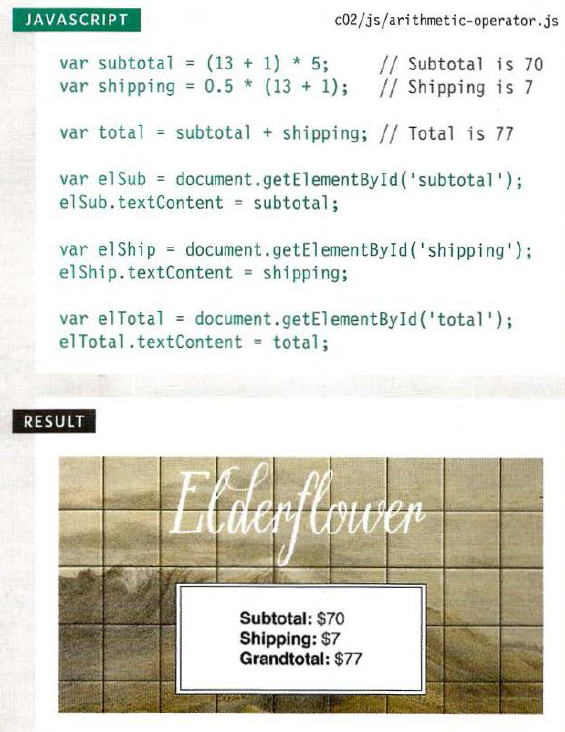 JAVASCRIPT
c02/js/arithmetic-operator.js
var subtotal = (13 + 1) * 5; // Subtotal is 70
var shipping = 0.5 * (13 + 1); // Shipping is 7
var total = subtotal + shipping; // Total is 77
var elSub = document.getElementById('subtotal');
elSub.textContent = subtotal;
var elShip = document.getElementById('shipping');
elShip.textContent = shipping;
var elTotal = document.getElementById('total');
elTotal.textContent = total;
RESULT
Elderflower
Subtotal: $70
Shipping: $7
Grandtotal: $77